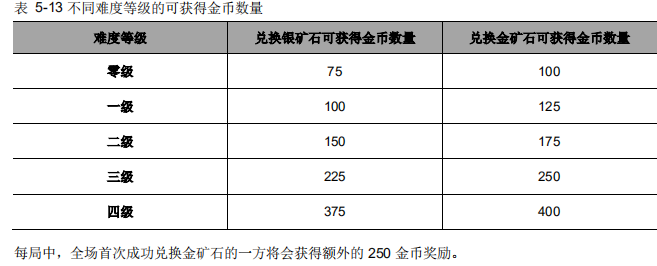 表 5-13 不同难度等级的可获得金币数量
难度等级 兑换银矿石可获得金币数量 兑换金矿石可获得金币数量
零级 75 100
一级 100 125
二级 150 175
三级 225 250
四级 375 400
每局中，全场首次成功兑换金矿石的一方将会获得额外的 250 金币奖励。